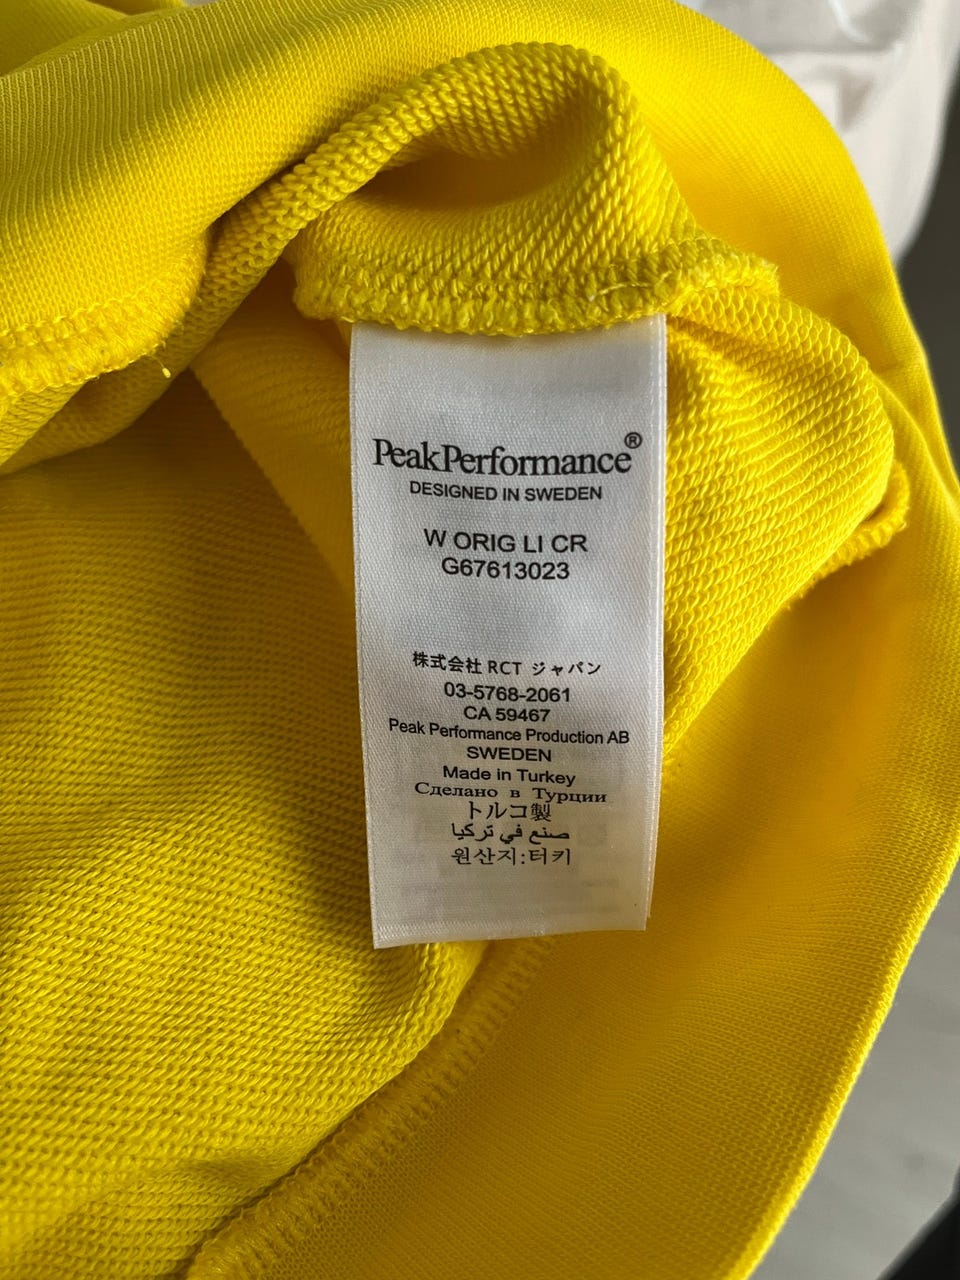 PeakPerformance®
DESIGNED IN SWEDEN
W ORIG LI CR
G67613023
株式会社 RCT ジャパン
03-5768-2061
CA 59467
Peak Performance Production AB
SWEDEN
Made in Turkey
Сделано в Турции
トルコ製
صنع في تركيا
원산지:터키